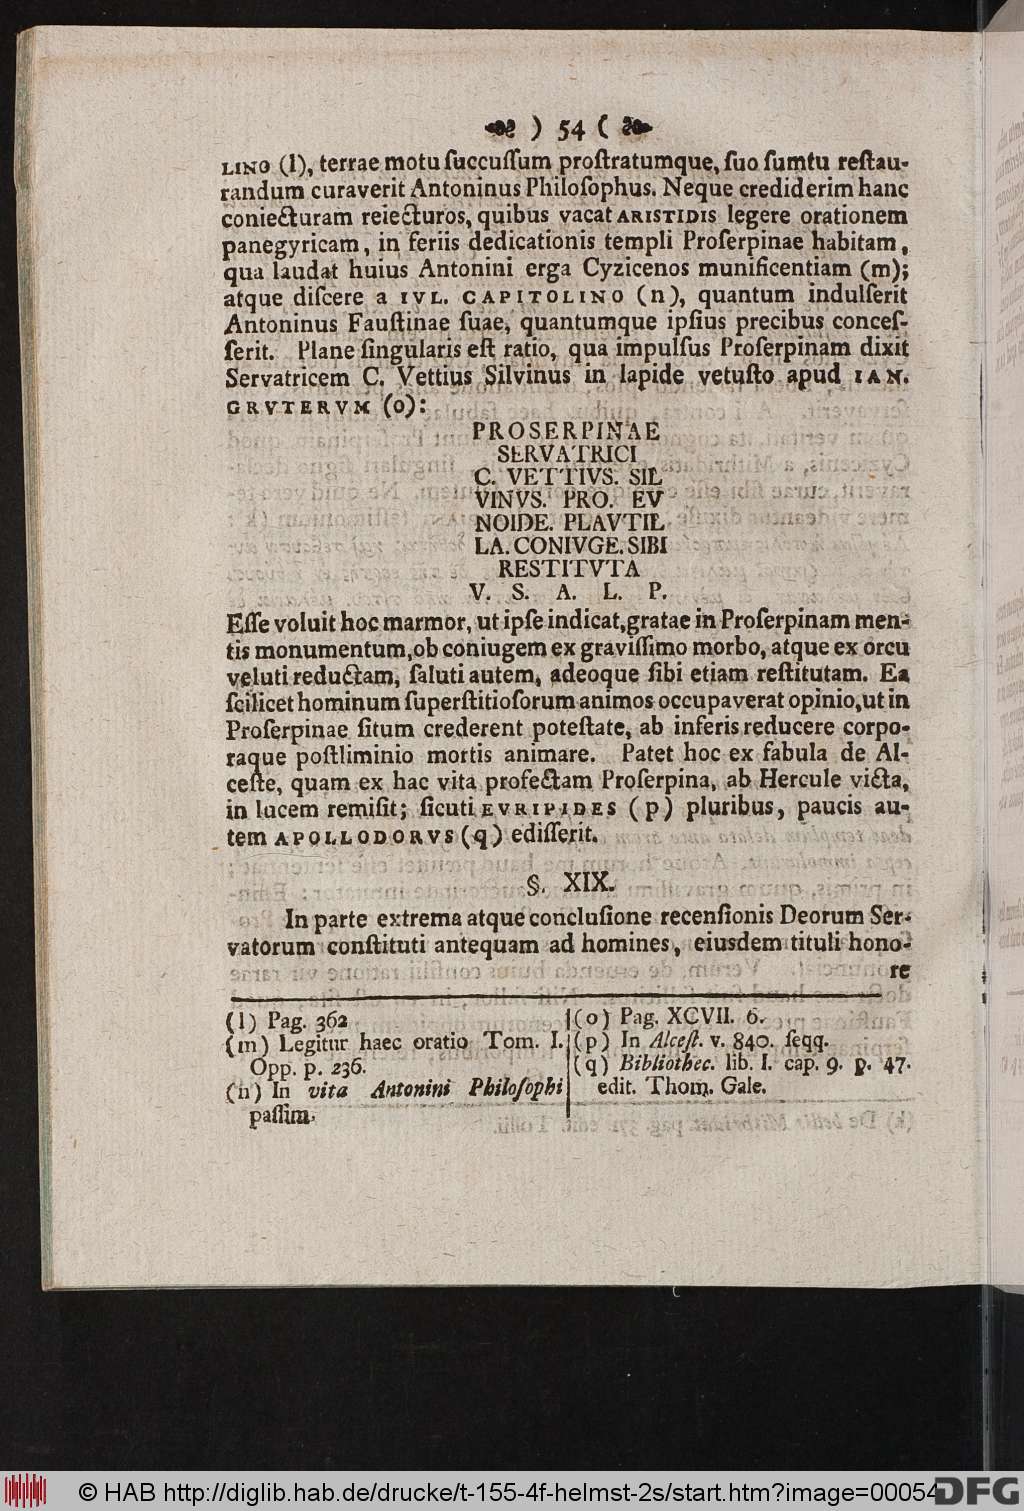 ) 54 (
LINO (l), terrae motu ſuccuſſum proſtratumque, ſuo ſumtu reſtau-
randum curaverit Antoninus Philoſophus. Neque crediderim hanc
coniecturam reiecturos, quibus vacat ARISTIDIS legere orationem
panegyricam, in feriis dedicationis templi Proſerpinae habitam,
qua laudat huius Antonini erga Cyzicenos munificentiam (m);
atque diſcere a IVL. CAPITOLINO (n), quantum indulſerit
Antoninus Fauſtinae ſuae, quantumque ipſius precibus conceſ-
ſerit. Plane ſingularis eſt ratio, qua impulſus Proſerpinam dixit
Servatricem C. Vettius Silvinus in lapide vetuſto apud IAN.
GRVTERVM (o):
PROSERPINAE
SERVATRICI
C. VETTIVS. SIL
VINVS. PRO. EV
NOIDE. PLAVTIL
LA. CONIVGE. SIBI
RESTITVTA
V. S. A. L. P.
Eſſe voluit hoc marmor, ut ipſe indicat, gratae in Proſerpinam men-
tis monumentum, ob coniugem ex graviſſimo morbo, atque ex orcu
veluti reductam, ſaluti autem, adeoque ſibi etiam reſtitutam. Ea
ſcilicet hominum ſuperſtitioſorum animos occupaverat opinio, ut in
Proſerpinae ſitum crederent poteſtate, ab inferis reducere corpo-
raque poſtliminio mortis animare. Patet hoc ex fabula de Al-
ceſte, quam ex hac vita profectam Proſerpina, ab Hercule victa,
in lucem remiſit; ſicuti EVRIPIDES (p) pluribus, paucis au-
tem APOLLODORVS (q) ediſſerit.
§. XIX.
In parte extrema atque concluſione recenſionis Deorum Ser-
vatorum conſtituti antequam ad homines, eiusdem tituli hono-
re
(l) Pag. 362
(m) Legitur haec oratio Tom. I.
Opp. p. 236.
(n) In vita Antonini Philoſophi
paſſim.
(o) Pag. XCVII. 6.
(p) In Alceſt. v. 840. ſeqq.
(q) Bibliothec. lib. I. cap. 9. p. 47.
edit. Thom. Gale.
© HAB http://diglib.hab.de/drucke/t-155-4f-helmst-2s/start.htm?image=00054
DFG